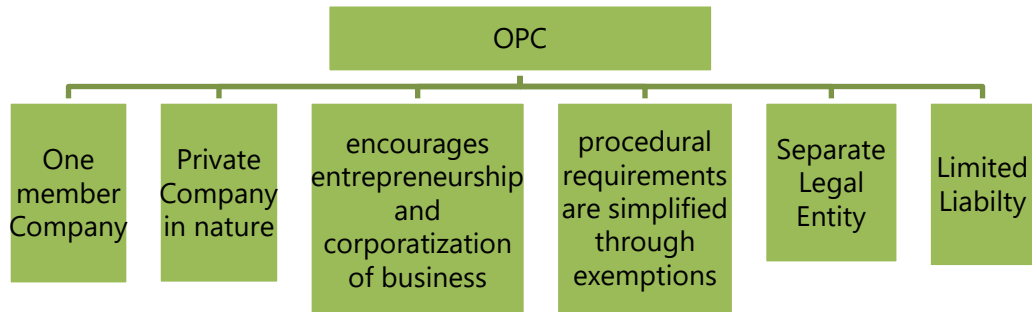 OPC
One
member
Company
Private
Company
in nature
encourages
entrepreneurship
and
corporatization
of business
procedural
requirements
are simplified
through
exemptions
Separate
Legal
Entity
Limited
Liabilty